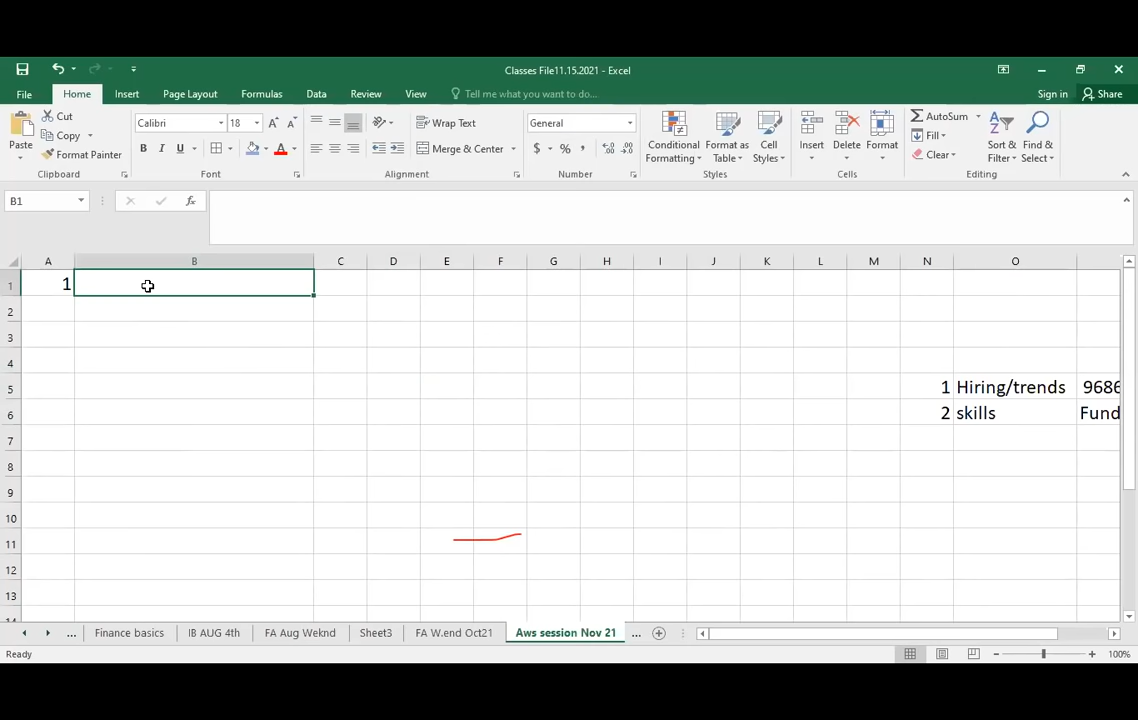 Classes File11.15.2021 - Excel
File Home Insert Page Layout Formulas Data Review View Tell me what you want to do... Sign in Share
Paste Cut Copy Format Painter Clipboard
Calibri 18 A A B I U A Font
Wrap Text Merge & Center Alignment
General $ % , Number
Conditional Formatting Format as Table Cell Styles Styles
Insert Delete Format Cells
AutoSum Fill Clear Sort & Filter Find & Select Editing
B1 fx
A B C D E F G H I J K L M N O
1 1
2
3
4
5 1 Hiring/trends 9686
6 2 skills Fund
7
8
9
10
11
12
13
14
... Finance basics IB AUG 4th FA Aug Weknd Sheet3 FA W.end Oct21 Aws session Nov 21 ...
Ready 100%